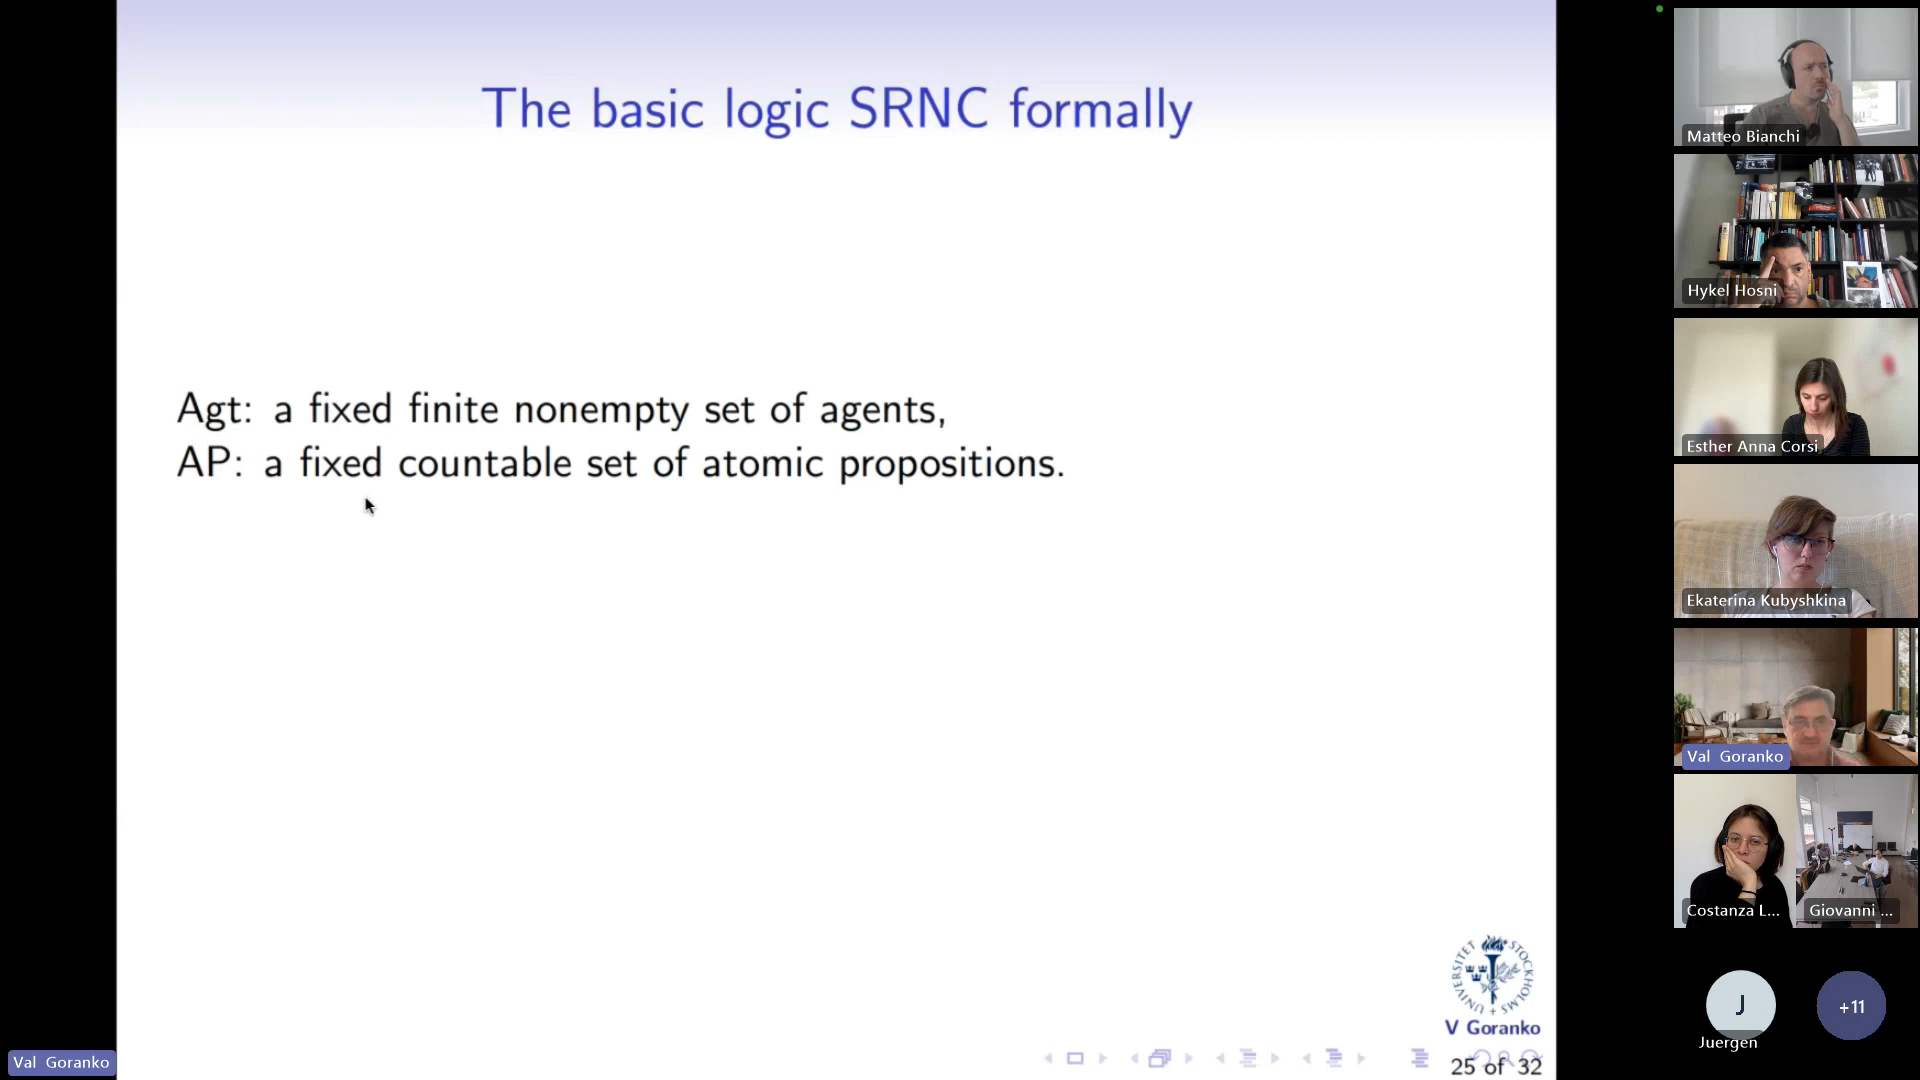 The basic logic SRNC formally
Agt: a fixed finite nonempty set of agents,
AP: a fixed countable set of atomic propositions.
STOCKHOLMS UNIVERSITET
V Goranko
25 of 32
Val Goranko
Matteo Bianchi
Hykel Hosni
Esther Anna Corsi
Ekaterina Kubyshkina
Val Goranko
Costanza L...
Giovanni ...
J
Juergen
+11